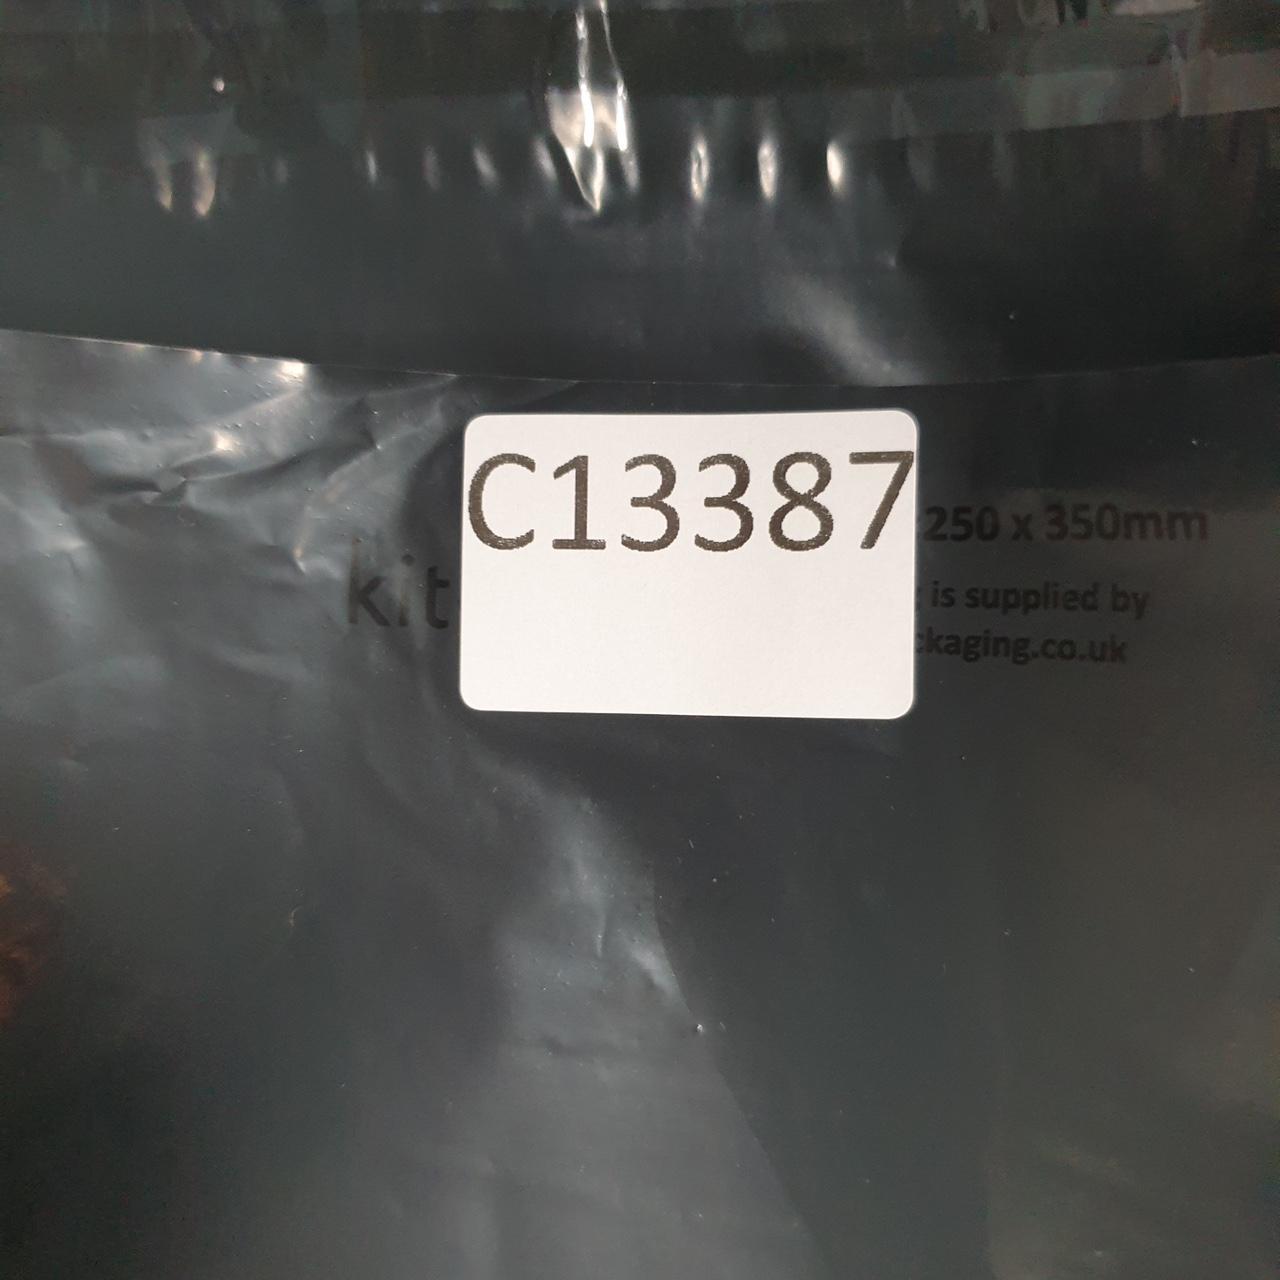 C13387
kit
250 x 350mm
is supplied by
ckaging.co.uk